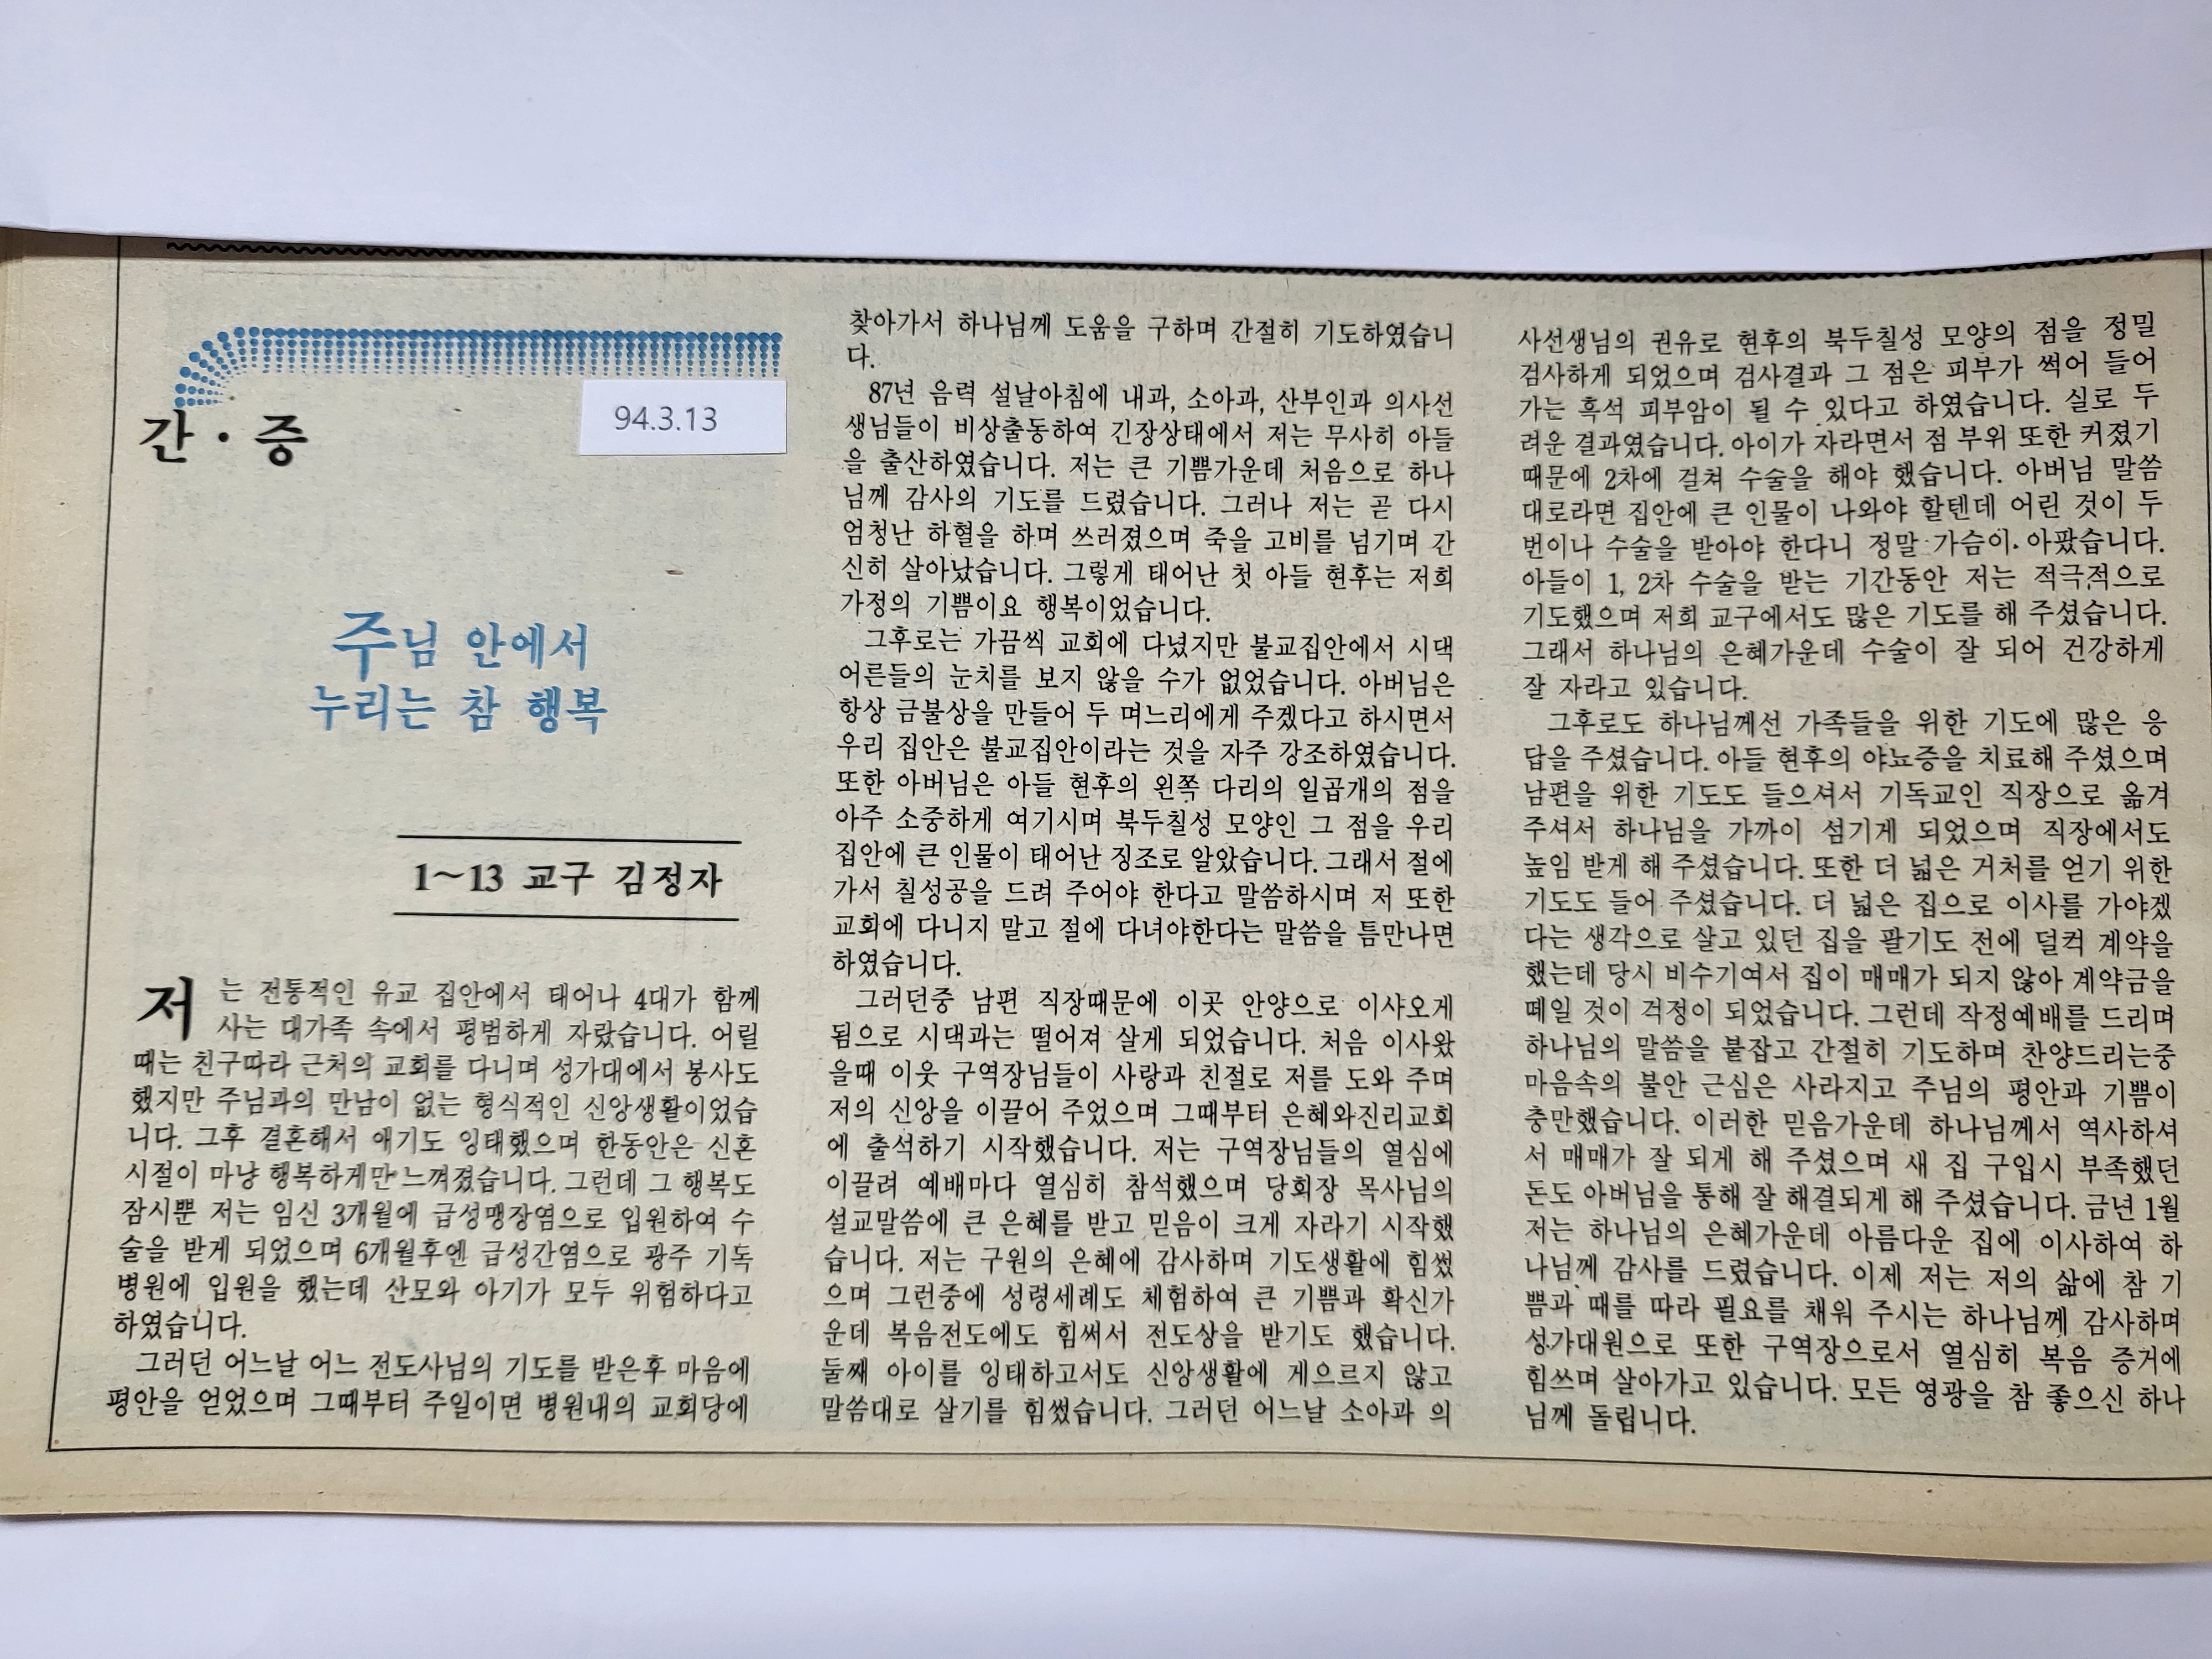 간·증
94.3.13
주님 안에서
누리는 참 행복
1~13 교구 김정자
저는 전통적인 유교 집안에서 태어나 4대가 함께
사는 대가족 속에서 평범하게 자랐습니다. 어릴
때는 친구따라 근처의 교회를 다니며 성가대에서 봉사도
했지만 주님과의 만남이 없는 형식적인 신앙생활이었습
니다. 그후 결혼해서 애기도 잉태했으며 한동안은 신혼
시절이 마냥 행복하게만 느껴졌습니다. 그런데 그 행복도
잠시뿐 저는 임신 3개월에 급성맹장염으로 입원하여 수
술을 받게 되었으며 6개월후엔 급성간염으로 광주 기독
병원에 입원을 했는데 산모와 아기가 모두 위험하다고
하였습니다.
그러던 어느날 어느 전도사님의 기도를 받은후 마음에
평안을 얻었으며 그때부터 주일이면 병원내의 교회당에
찾아가서 하나님께 도움을 구하며 간절히 기도하였습니
다.
87년 음력 설날아침에 내과, 소아과, 산부인과 의사선
생님들이 비상출동하여 긴장상태에서 저는 무사히 아들
을 출산하였습니다. 저는 큰 기쁨가운데 처음으로 하나
님께 감사의 기도를 드렸습니다. 그러나 저는 곧 다시
엄청난 하혈을 하며 쓰러졌으며 죽을 고비를 넘기며 간
신히 살아났습니다. 그렇게 태어난 첫 아들 현후는 저희
가정의 기쁨이요 행복이었습니다.
그후로는 가끔씩 교회에 다녔지만 불교집안에서 시댁
어른들의 눈치를 보지 않을 수가 없었습니다. 아버님은
항상 금불상을 만들어 두 며느리에게 주겠다고 하시면서
우리 집안은 불교집안이라는 것을 자주 강조하였습니다.
또한 아버님은 아들 현후의 왼쪽 다리의 일곱개의 점을
아주 소중하게 여기시며 북두칠성 모양인 그 점을 우리
집안에 큰 인물이 태어난 징조로 알았습니다. 그래서 절에
가서 칠성공을 드려 주어야 한다고 말씀하시며 저 또한
교회에 다니지 말고 절에 다녀야한다는 말씀을 틈만나면
하였습니다.
그러던중 남편 직장때문에 이곳 안양으로 이사오게
됨으로 시댁과는 떨어져 살게 되었습니다. 처음 이사왔
을때 이웃 구역장님들이 사랑과 친절로 저를 도와 주며
저의 신앙을 이끌어 주었으며 그때부터 은혜와진리교회
에 출석하기 시작했습니다. 저는 구역장님들의 열심에
이끌려 예배마다 열심히 참석했으며 당회장 목사님의
설교말씀에 큰 은혜를 받고 믿음이 크게 자라기 시작했
습니다. 저는 구원의 은혜에 감사하며 기도생활에 힘썼
으며 그런중에 성령세례도 체험하여 큰 기쁨과 확신가
운데 복음전도에도 힘써서 전도상을 받기도 했습니다.
둘째 아이를 잉태하고서도 신앙생활에 게으르지 않고
말씀대로 살기를 힘썼습니다. 그러던 어느날 소아과 의
사선생님의 권유로 현후의 북두칠성 모양의 점을 정밀
검사하게 되었으며 검사결과 그 점은 피부가 썩어 들어
가는 흑석 피부암이 될 수 있다고 하였습니다. 실로 두
려운 결과였습니다. 아이가 자라면서 점 부위 또한 커졌기
때문에 2차에 걸쳐 수술을 해야 했습니다. 아버님 말씀
대로라면 집안에 큰 인물이 나와야 할텐데 어린 것이 두
번이나 수술을 받아야 한다니 정말 가슴이 아팠습니다.
아들이 1, 2차 수술을 받는 기간동안 저는 적극적으로
기도했으며 저희 교구에서도 많은 기도를 해 주셨습니다.
그래서 하나님의 은혜가운데 수술이 잘 되어 건강하게
잘 자라고 있습니다.
그후로도 하나님께선 가족들을 위한 기도에 많은 응
답을 주셨습니다. 아들 현후의 야뇨증을 치료해 주셨으며
남편을 위한 기도도 들으셔서 기독교인 직장으로 옮겨
주셔서 하나님을 가까이 섬기게 되었으며 직장에서도
높임 받게 해 주셨습니다. 또한 더 넓은 거처를 얻기 위한
기도도 들어 주셨습니다. 더 넓은 집으로 이사를 가야겠
다는 생각으로 살고 있던 집을 팔기도 전에 덜컥 계약을
했는데 당시 비수기여서 집이 매매가 되지 않아 계약금을
떼일 것이 걱정이 되었습니다. 그런데 작정예배를 드리며
하나님의 말씀을 붙잡고 간절히 기도하며 찬양드리는중
마음속의 불안 근심은 사라지고 주님의 평안과 기쁨이
충만했습니다. 이러한 믿음가운데 하나님께서 역사하셔
서 매매가 잘 되게 해 주셨으며 새 집 구입시 부족했던
돈도 아버님을 통해 잘 해결되게 해 주셨습니다. 금년 1월
저는 하나님의 은혜가운데 아름다운 집에 이사하여 하
나님께 감사를 드렸습니다. 이제 저는 저의 삶에 참 기
쁨과 때를 따라 필요를 채워 주시는 하나님께 감사하며
성가대원으로 또한 구역장으로서 열심히 복음 증거에
힘쓰며 살아가고 있습니다. 모든 영광을 참 좋으신 하나
님께 돌립니다.